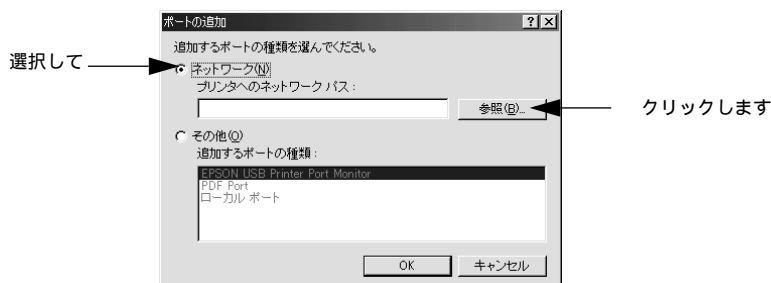 ポートの追加
追加するポートの種類を選んでください。
選択して
ネットワーク(N)
プリンタへのネットワーク パス:
参照(B)...
クリックします
その他(O)
追加するポートの種類:
EPSON USB Printer Port Monitor
PDF Port
ローカル ポート
OK
キャンセル